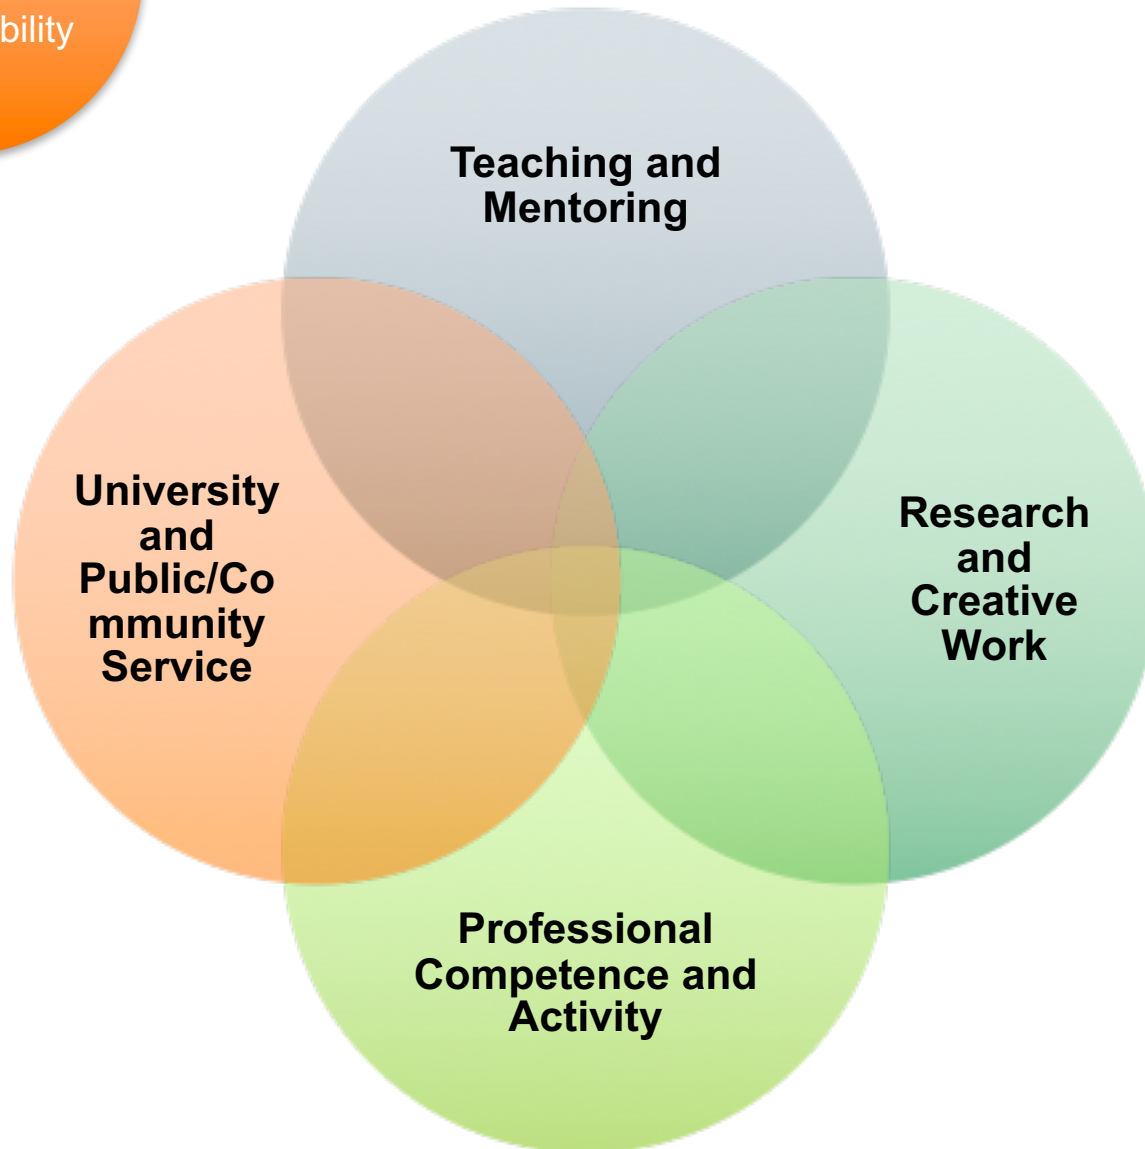 bility
Teaching and
Mentoring
University
and
Public/Co
mmunity
Service
Research
and
Creative
Work
Professional
Competence and
Activity